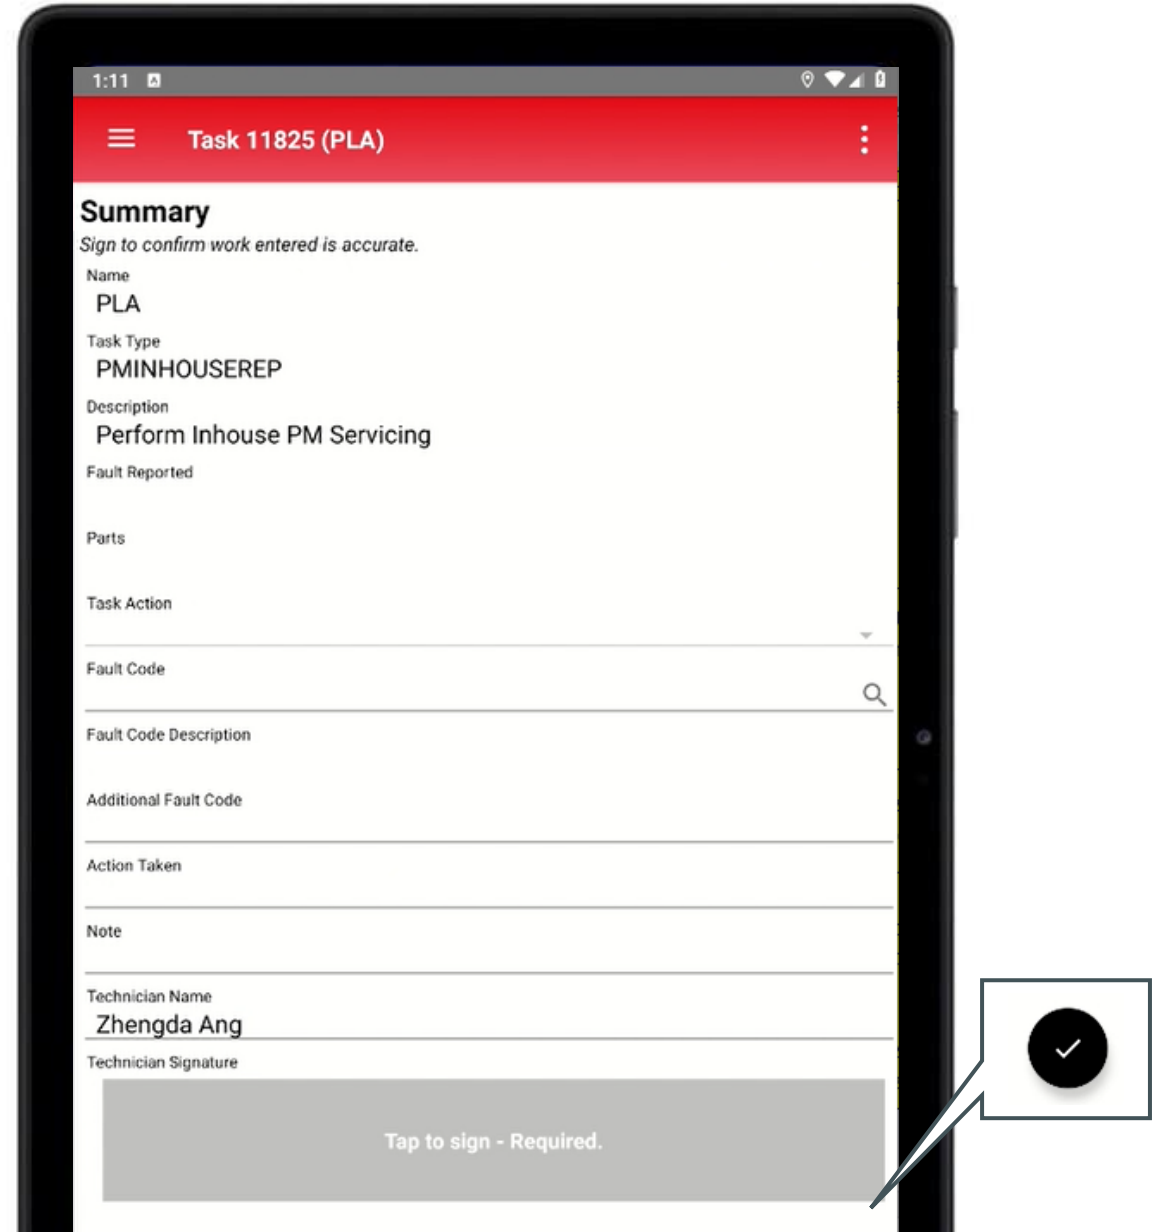 1:11
Task 11825 (PLA)
Summary
Sign to confirm work entered is accurate.
Name
PLA
Task Type
PMINHOUSEREP
Description
Perform Inhouse PM Servicing
Fault Reported
Parts
Task Action
Fault Code
Fault Code Description
Additional Fault Code
Action Taken
Note
Technician Name
Zhengda Ang
Technician Signature
Tap to sign - Required.